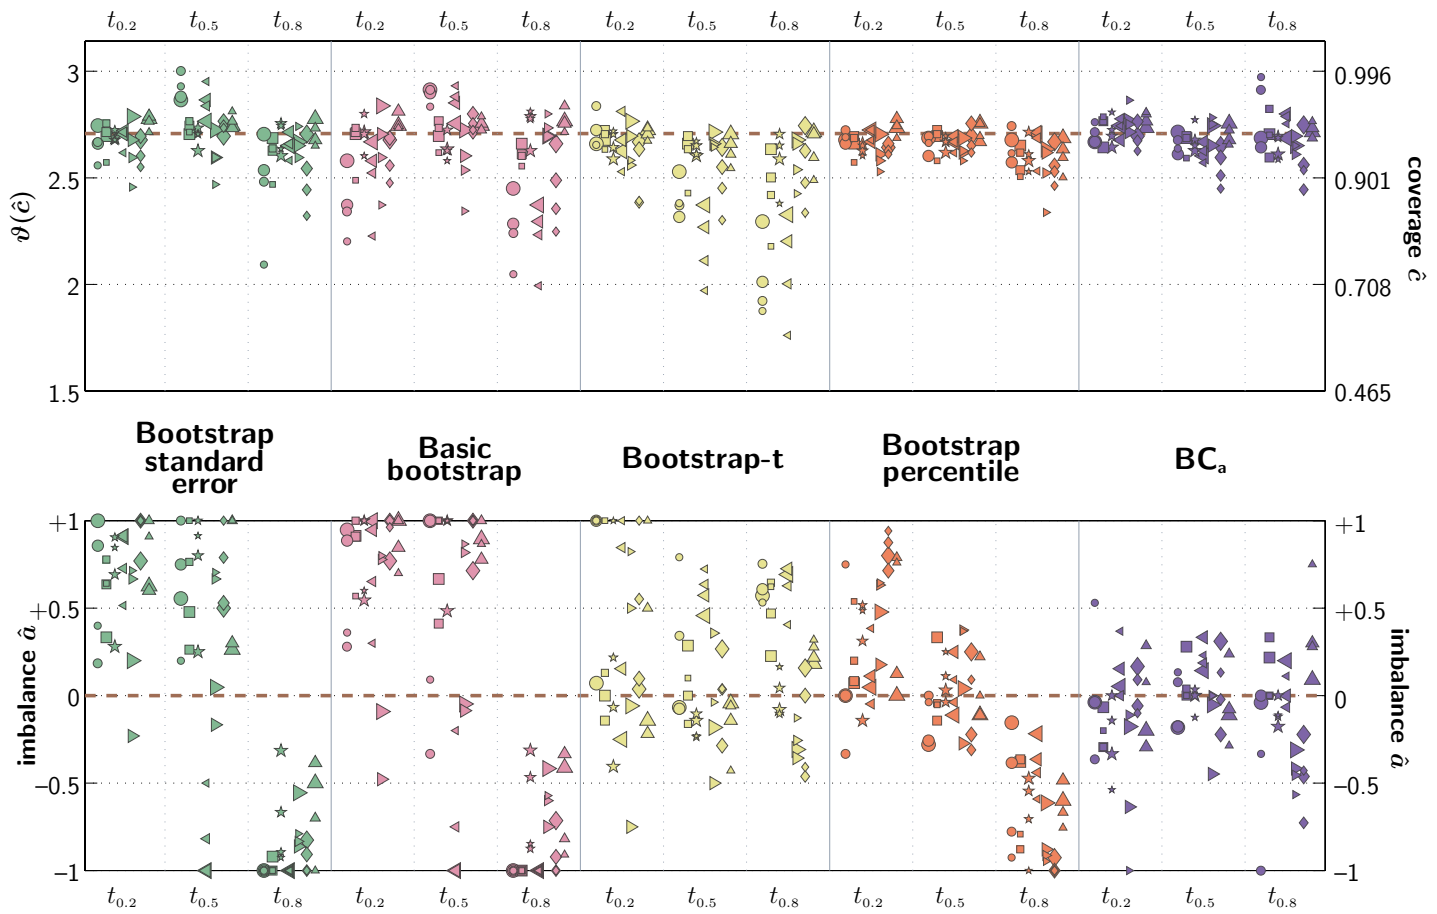 t0.2 t0.5 t0.8 t0.2 t0.5 t0.8 t0.2 t0.5 t0.8 t0.2 t0.5 t0.8 t0.2 t0.5 t0.8
3 0.996
2.5 0.901
2 0.708
1.5 0.465
ϑ(ĉ)
coverage ĉ
Bootstrap
standard
error
Basic
bootstrap
Bootstrap-t
Bootstrap
percentile
BCa
+1 +1
+0.5 +0.5
0 0
−0.5 −0.5
−1 −1
imbalance â
imbalance â
t0.2 t0.5 t0.8 t0.2 t0.5 t0.8 t0.2 t0.5 t0.8 t0.2 t0.5 t0.8 t0.2 t0.5 t0.8